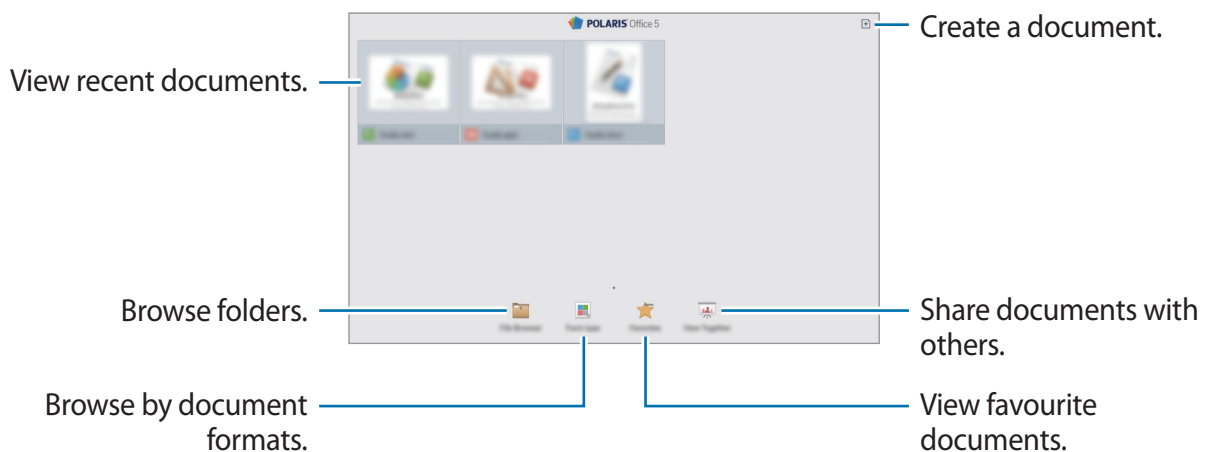 POLARIS Office 5
Create a document.
View recent documents.
Browse folders.
Share documents with
others.
Browse by document
formats.
View favourite
documents.